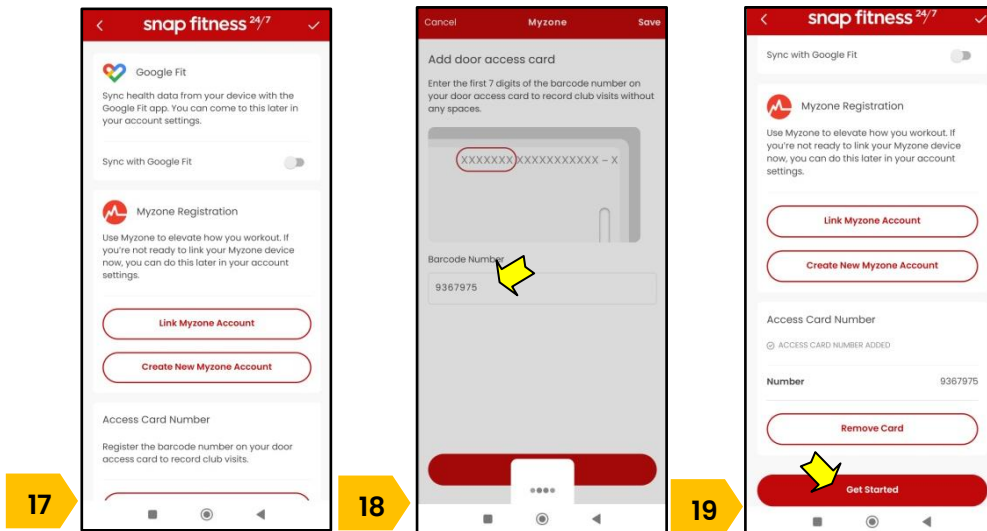 snap fitness 24/7
Google Fit
Sync health data from your device with the
Google Fit app. You can come to this later in
your account settings.
Sync with Google Fit
Myzone Registration
Use Myzone to elevate how you workout. If
you're not ready to link your Myzone device
now, you can do this later in your account
settings.
Link Myzone Account
Create New Myzone Account
Access Card Number
Register the barcode number on your door
access card to record club visits.
17
Cancel Myzone Save
Add door access card
Enter the first 7 digits of the barcode number on
your door access card to record club visits without
any spaces.
XXXXXXXXXXXXXXXXXX - X
Barcode Number
9367975
18
snap fitness 24/7
Sync with Google Fit
Myzone Registration
Use Myzone to elevate how you workout. If
you're not ready to link your Myzone device
now, you can do this later in your account
settings.
Link Myzone Account
Create New Myzone Account
Access Card Number
ACCESS CARD NUMBER ADDED
Number 9367975
Remove Card
Get Started
19